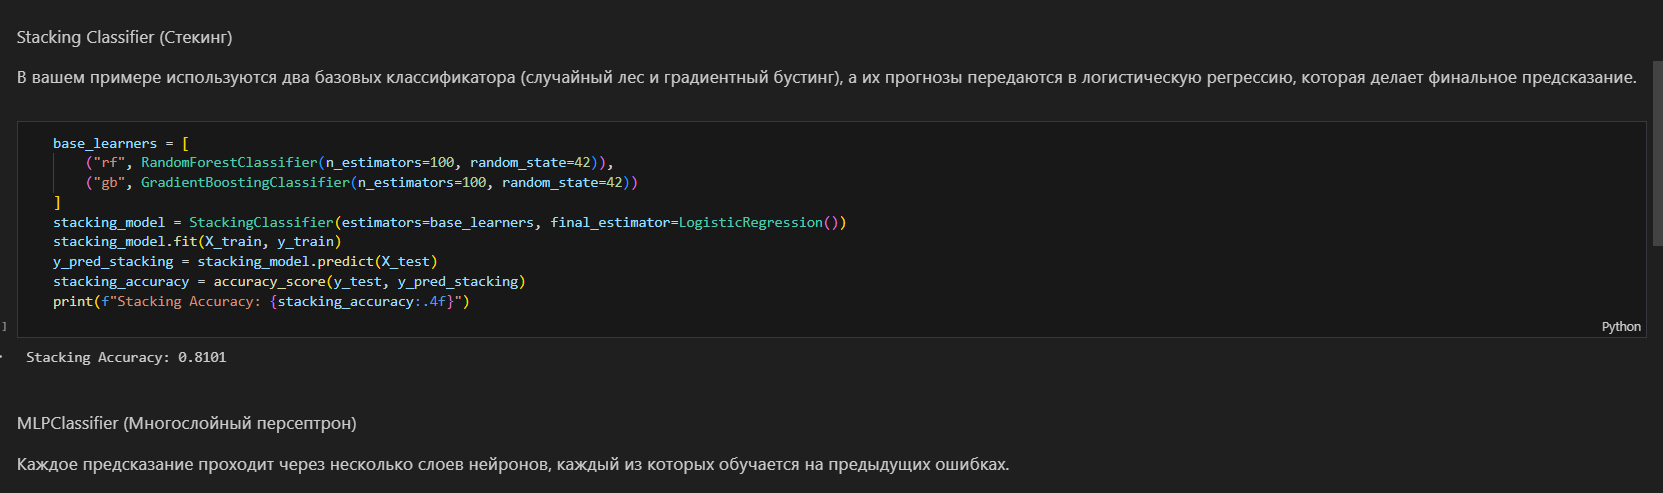 Stacking Classifier (Стекинг)
В вашем примере используются два базовых классификатора (случайный лес и градиентный бустинг), а их прогнозы передаются в логистическую регрессию, которая делает финальное предсказание.
base_learners = [
    ("rf", RandomForestClassifier(n_estimators=100, random_state=42)),
    ("gb", GradientBoostingClassifier(n_estimators=100, random_state=42))
]
stacking_model = StackingClassifier(estimators=base_learners, final_estimator=LogisticRegression())
stacking_model.fit(X_train, y_train)
y_pred_stacking = stacking_model.predict(X_test)
stacking_accuracy = accuracy_score(y_test, y_pred_stacking)
print(f"Stacking Accuracy: {stacking_accuracy:.4f}")
]
Python
Stacking Accuracy: 0.8101
MLPClassifier (Многослойный персептрон)
Каждое предсказание проходит через несколько слоев нейронов, каждый из которых обучается на предыдущих ошибках.